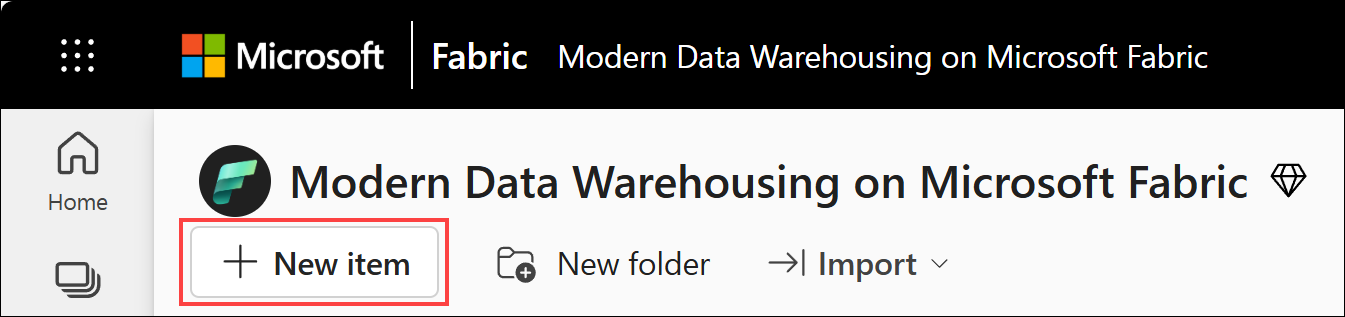 Microsoft Fabric Modern Data Warehousing on Microsoft Fabric
Home
Modern Data Warehousing on Microsoft Fabric
New item New folder Import